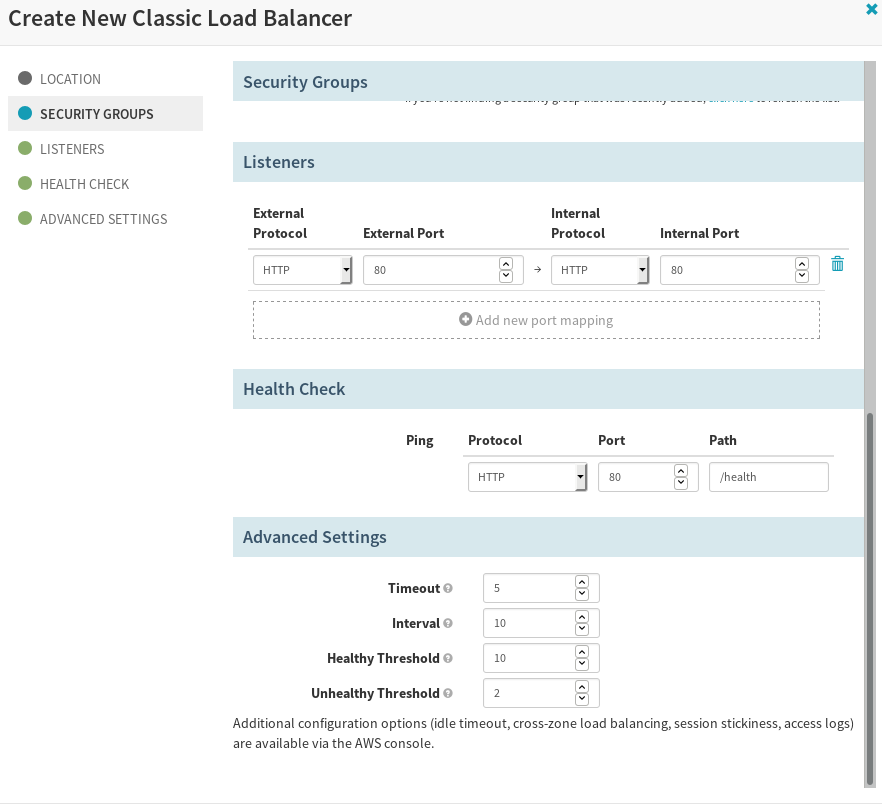 Create New Classic Load Balancer
LOCATION
SECURITY GROUPS
LISTENERS
HEALTH CHECK
ADVANCED SETTINGS
Security Groups
Listeners
External Protocol External Port Internal Protocol Internal Port
HTTP 80 → HTTP 80
Add new port mapping
Health Check
Ping Protocol Port Path
HTTP 80 /health
Advanced Settings
Timeout 5
Interval 10
Healthy Threshold 10
Unhealthy Threshold 2
Additional configuration options (idle timeout, cross-zone load balancing, session stickiness, access logs)
are available via the AWS console.